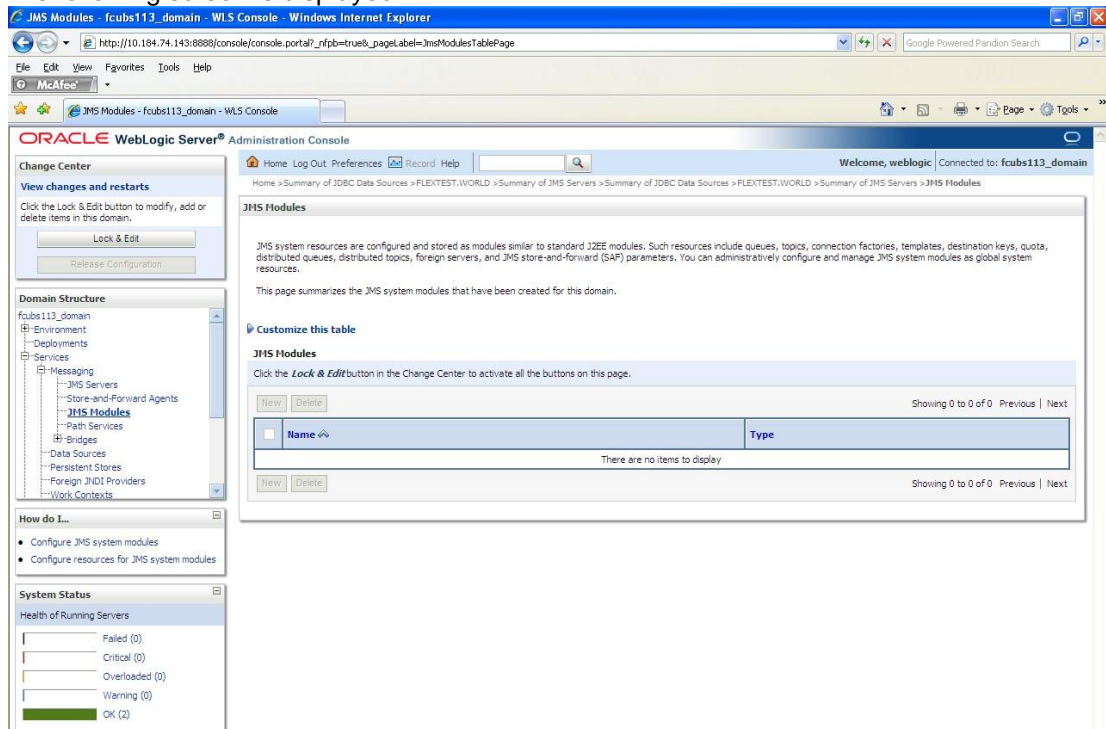 JMS Modules - fcubs113_domain - WLS Console - Windows Internet Explorer
http://10.184.74.143:8888/console/console.portal?_nfpb=true&_pageLabel=JmsModulesTablePage
Google Powered Pandion Search
File Edit View Favorites Tools Help
McAfee
JMS Modules - fcubs113_domain - WLS Console
Page Tools
ORACLE WebLogic Server® Administration Console
Change Center
View changes and restarts
Click the Lock & Edit button to modify, add or
delete items in this domain.
Lock & Edit
Release Configuration
Domain Structure
fcubs113_domain
Environment
Deployments
Services
Messaging
JMS Servers
Store-and-Forward Agents
JMS Modules
Path Services
Bridges
Data Sources
Persistent Stores
Foreign JNDI Providers
Work Contexts
How do I...
Configure JMS system modules
Configure resources for JMS system modules
System Status
Health of Running Servers
Failed (0)
Critical (0)
Overloaded (0)
Warning (0)
OK (2)
Home Log Out Preferences Record Help
Welcome, weblogic Connected to: fcubs113_domain
Home >Summary of JDBC Data Sources >FLEXTEST.WORLD >Summary of JMS Servers >Summary of JDBC Data Sources >FLEXTEST.WORLD >Summary of JMS Servers >JMS Modules
JMS Modules
JMS system resources are configured and stored as modules similar to standard J2EE modules. Such resources include queues, topics, connection factories, templates, destination keys, quota,
distributed queues, distributed topics, foreign servers, and JMS store-and-forward (SAF) parameters. You can administratively configure and manage JMS system modules as global system
resources.
This page summarizes the JMS system modules that have been created for this domain.
Customize this table
JMS Modules
Click the Lock & Edit button in the Change Center to activate all the buttons on this page.
New Delete
Showing 0 to 0 of 0 Previous | Next
Name Type
There are no items to display
New Delete
Showing 0 to 0 of 0 Previous | Next